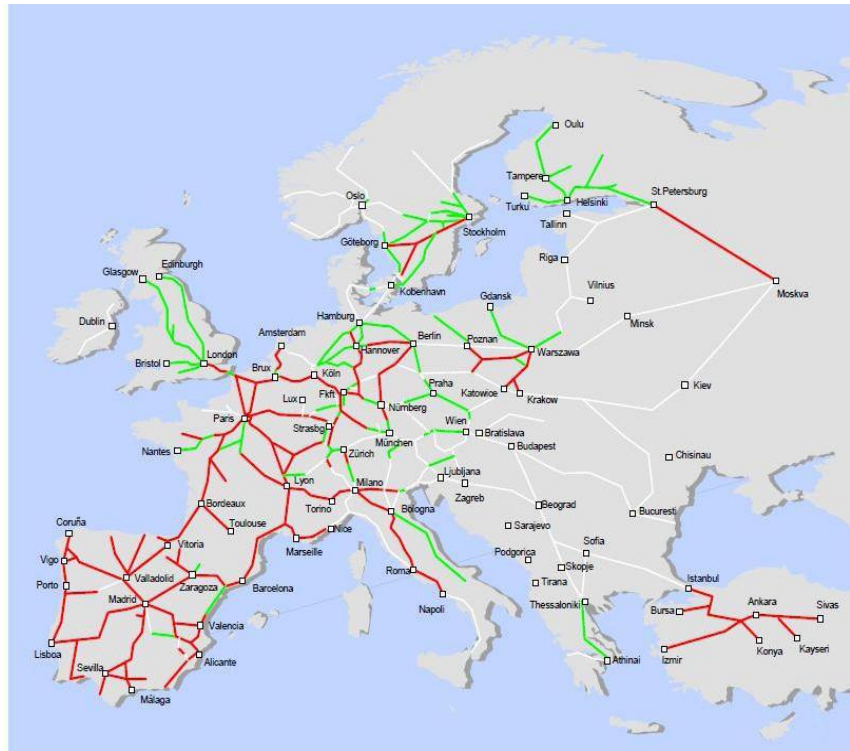 Oulu
Tampere
Turku
Helsinki
St.Petersburg
Tallinn
Oslo
Stockholm
Göteborg
Riga
Moskva
Vilnius
Kobenhavn
Gdansk
Minsk
Glasgow
Edinburgh
Dublin
Hamburg
Amsterdam
Hannover
Berlin
Poznan
Warszawa
Bristol
London
Brux
Köln
Fkft
Praha
Katowice
Krakow
Kiev
Lux
Nürnberg
Paris
Strasbg
Wien
Bratislava
München
Budapest
Nantes
Zürich
Chisinau
Lyon
Milano
Ljubljana
Zagreb
Torino
Bologna
Beograd
Bucuresti
Bordeaux
Toulouse
Nice
Marseille
Sarajevo
Sofia
Coruña
Vitoria
Vigo
Valladolid
Zaragoza
Barcelona
Roma
Podgorica
Skopje
Istanbul
Porto
Madrid
Tirana
Napoli
Thessaloniki
Bursa
Ankara
Sivas
Valencia
Lisboa
Alicante
Athinai
Izmir
Konya
Kayseri
Sevilla
Málaga